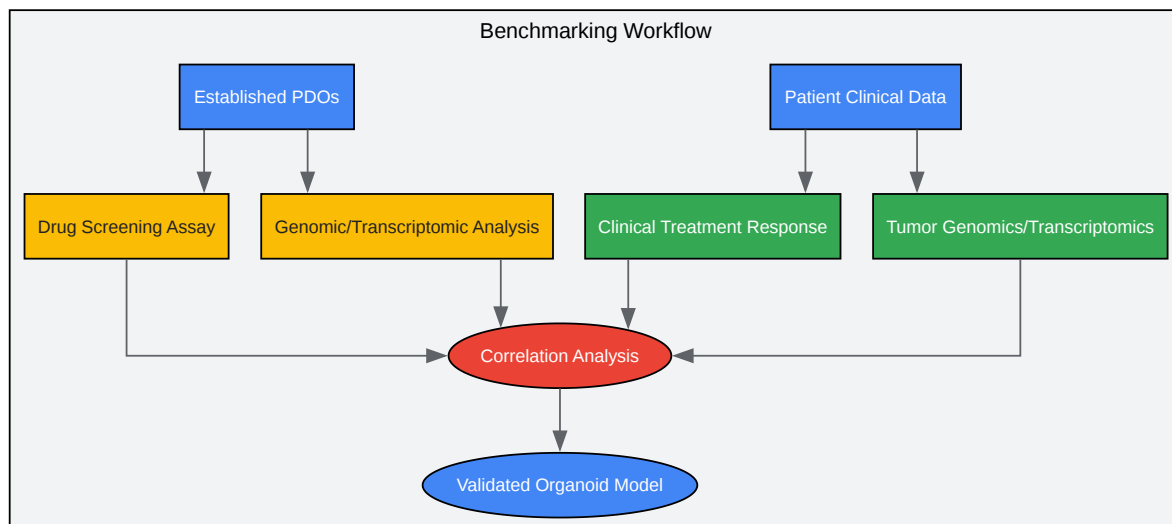 Benchmarking Workflow
Established PDOs
Patient Clinical Data
Drug Screening Assay
Genomic/Transcriptomic Analysis
Clinical Treatment Response
Tumor Genomics/Transcriptomics
Correlation Analysis
Validated Organoid Model